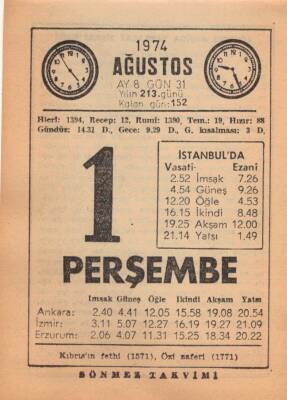 1974
AĞUSTOS
AY 8 GÜN 31
Yılın 213.günü
Kalan gün: 152
Hicrî: 1394, Recep: 12, Rumî: 1390, Tem.: 19, Hızır: 88
Gündüz: 14.31 D., Gece: 9.29 D., G. kısalması: 3 D.
1
İSTANBUL'DA
Vasati- Ezanî
2.52 İmsak 7.26
4.54 Güneş 9.26
12.20 Öğle 4.53
16.15 İkindi 8.48
19.25 Akşam 12.00
21.14 Yatsı 1.49
PERŞEMBE
İmsak Güneş Öğle İkindi Akşam Yatsı
Ankara: 2.40 4.41 12.05 15.58 19.08 20.54
İzmir: 3.11 5.07 12.27 16.19 19.27 21.09
Erzurum: 2.06 4.07 11.31 15.25 18.34 20.22
Kıbrıs'ın fethi (1571), Özi zaferi (1771)
SÖNMEZ TAKVİMİ